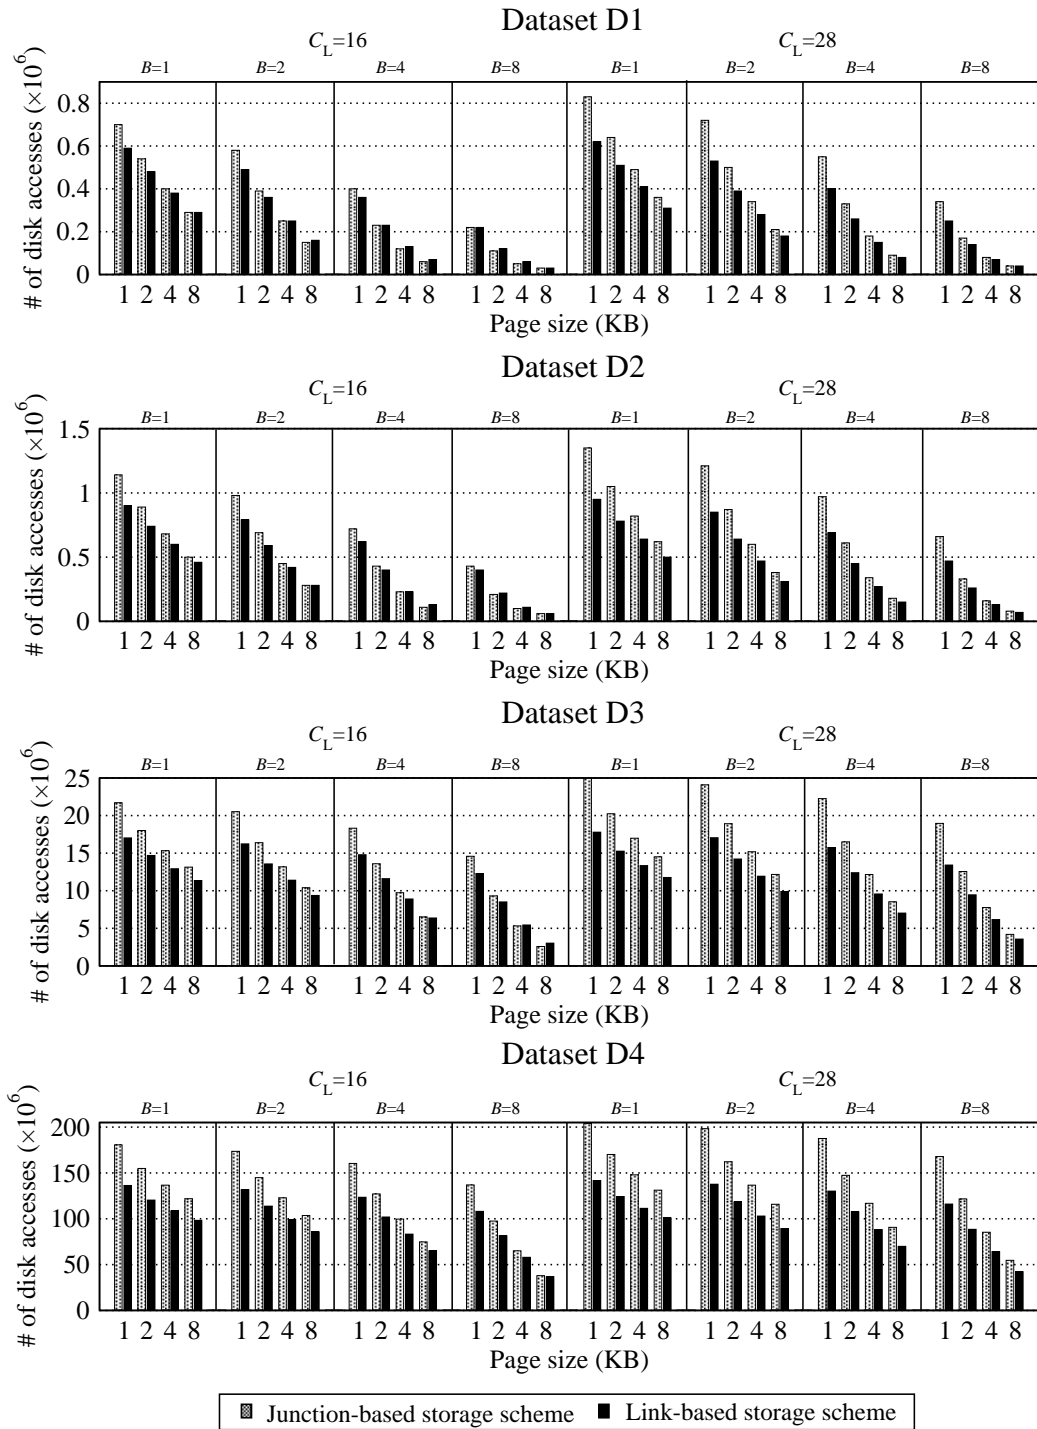 Dataset D1
C_L=16 C_L=28
B=1 B=2 B=4 B=8 B=1 B=2 B=4 B=8
# of disk accesses (×10^6)
0.8
0.6
0.4
0.2
0
1 2 4 8 1 2 4 8 1 2 4 8 1 2 4 8 1 2 4 8 1 2 4 8 1 2 4 8 1 2 4 8
Page size (KB)
Dataset D2
C_L=16 C_L=28
B=1 B=2 B=4 B=8 B=1 B=2 B=4 B=8
# of disk accesses (×10^6)
1.5
1
0.5
0
1 2 4 8 1 2 4 8 1 2 4 8 1 2 4 8 1 2 4 8 1 2 4 8 1 2 4 8 1 2 4 8
Page size (KB)
Dataset D3
C_L=16 C_L=28
B=1 B=2 B=4 B=8 B=1 B=2 B=4 B=8
# of disk accesses (×10^6)
25
20
15
10
5
0
1 2 4 8 1 2 4 8 1 2 4 8 1 2 4 8 1 2 4 8 1 2 4 8 1 2 4 8 1 2 4 8
Page size (KB)
Dataset D4
C_L=16 C_L=28
B=1 B=2 B=4 B=8 B=1 B=2 B=4 B=8
# of disk accesses (×10^6)
200
150
100
50
0
1 2 4 8 1 2 4 8 1 2 4 8 1 2 4 8 1 2 4 8 1 2 4 8 1 2 4 8 1 2 4 8
Page size (KB)
Junction-based storage scheme Link-based storage scheme